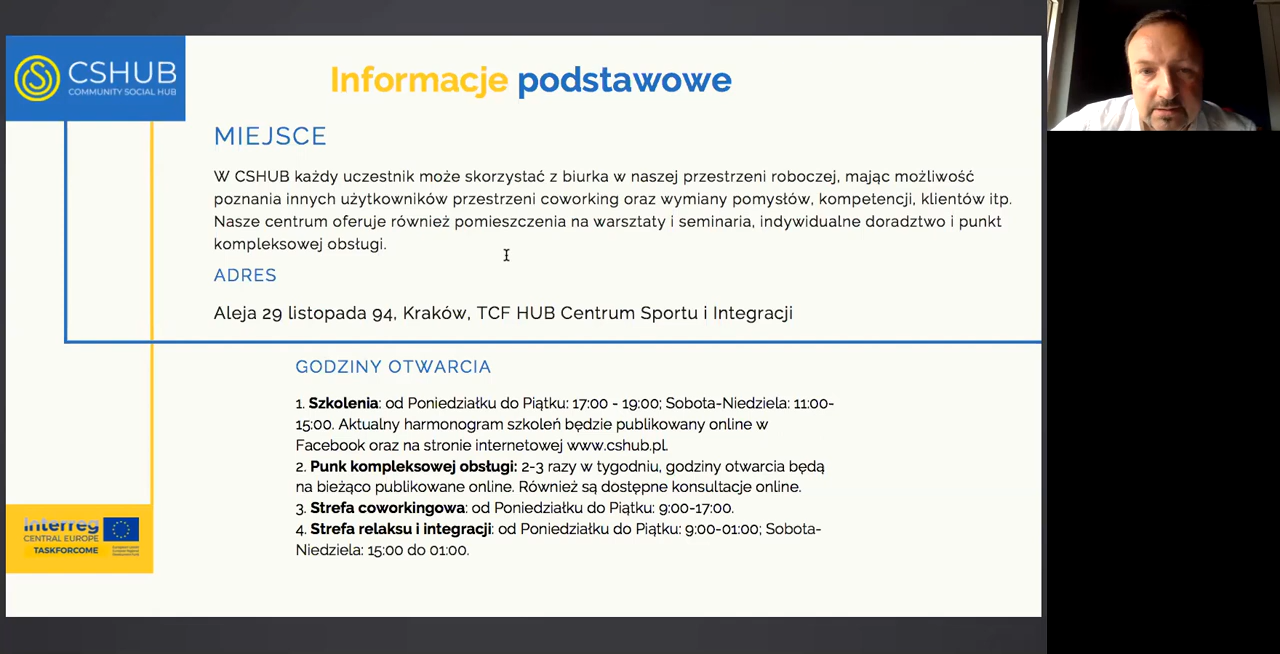 CSHUB
COMMUNITY SOCIAL HUB
Informacje podstawowe
MIEJSCE
W CSHUB każdy uczestnik może skorzystać z biurka w naszej przestrzeni roboczej, mając możliwość
poznania innych użytkowników przestrzeni coworking oraz wymiany pomysłów, kompetencji, klientów itp.
Nasze centrum oferuje również pomieszczenia na warsztaty i seminaria, indywidualne doradztwo i punkt
kompleksowej obsługi.
ADRES
Aleja 29 listopada 94, Kraków, TCF HUB Centrum Sportu i Integracji
GODZINY OTWARCIA
1. Szkolenia: od Poniedziałku do Piątku: 17:00 - 19:00; Sobota-Niedziela: 11:00-
15:00. Aktualny harmonogram szkoleń będzie publikowany online w
Facebook oraz na stronie internetowej www.cshub.pl.
2. Punk kompleksowej obsługi: 2-3 razy w tygodniu, godziny otwarcia będą
na bieżąco publikowane online. Również są dostępne konsultacje online.
3. Strefa coworkingowa: od Poniedziałku do Piątku: 9:00-17:00.
4. Strefa relaksu i integracji: od Poniedziałku do Piątku: 9:00-01:00; Sobota-
Niedziela: 15:00 do 01:00.
Interreg
CENTRAL EUROPE
TASKFORCOME